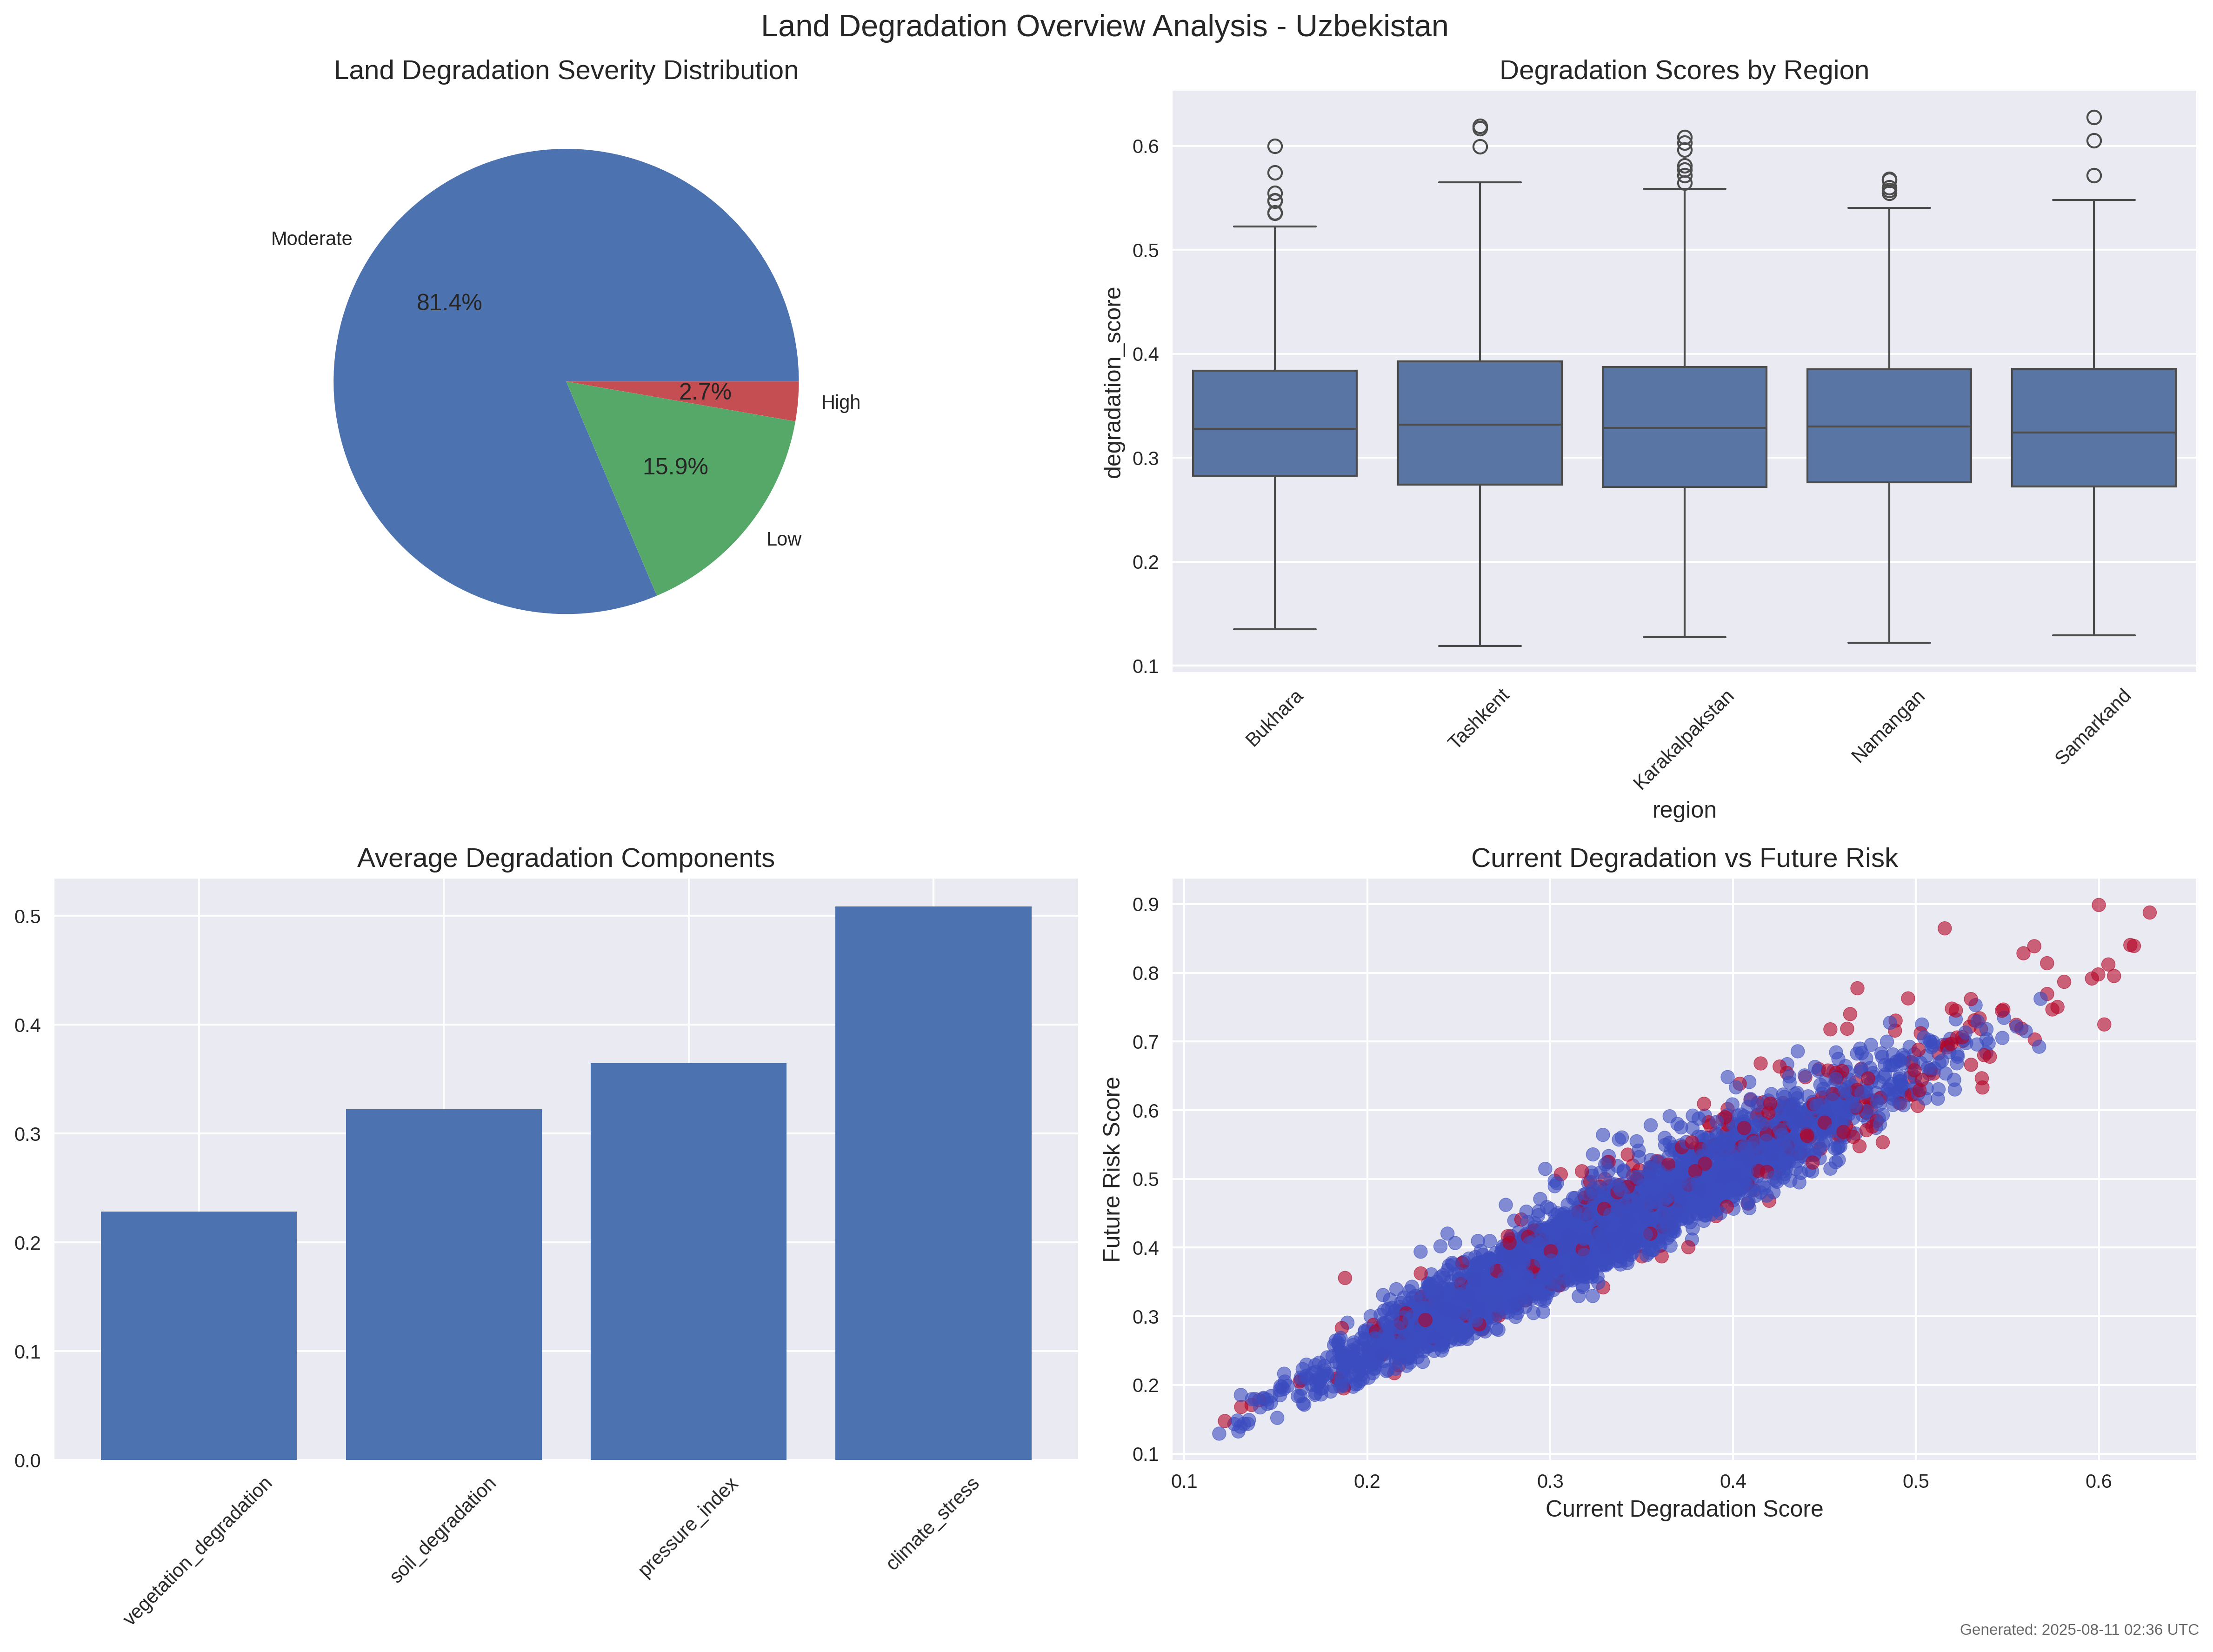 Land Degradation Overview Analysis - Uzbekistan
Land Degradation Severity Distribution
Moderate
81.4%
2.7%
High
15.9%
Low
Degradation Scores by Region
degradation_score
0.6
0.5
0.4
0.3
0.2
0.1
Bukhara
Tashkent
Karakalpakstan
Namangan
Samarkand
region
Average Degradation Components
0.5
0.4
0.3
0.2
0.1
0.0
vegetation_degradation
soil_degradation
pressure_index
climate_stress
Current Degradation vs Future Risk
Future Risk Score
0.9
0.8
0.7
0.6
0.5
0.4
0.3
0.2
0.1
0.1
0.2
0.3
0.4
0.5
0.6
Current Degradation Score
Generated: 2025-08-11 02:36 UTC